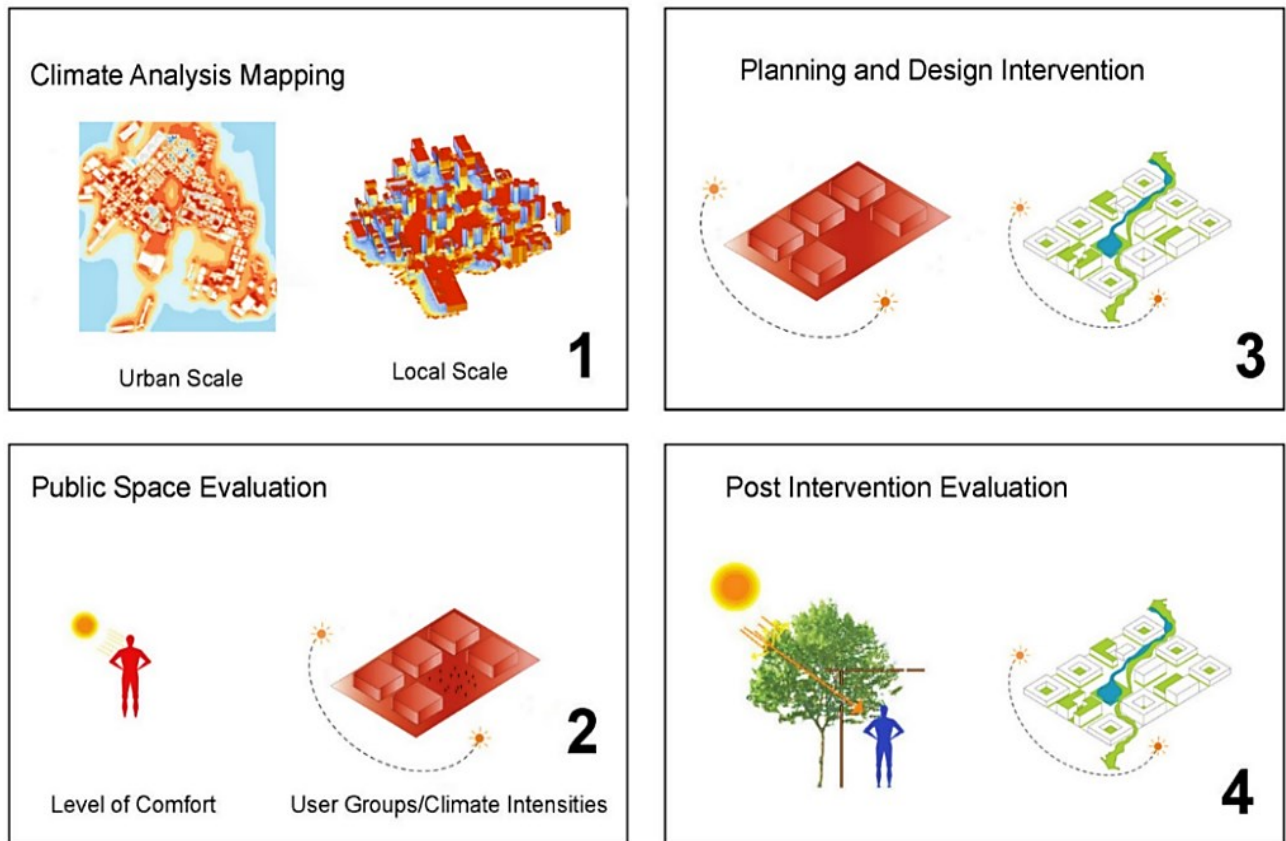 Climate Analysis Mapping
Urban Scale
Local Scale
1
Public Space Evaluation
Level of Comfort
User Groups/Climate Intensities
2
Planning and Design Intervention
3
Post Intervention Evaluation
4